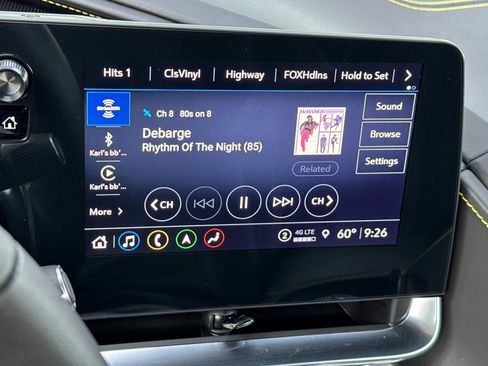 Hits 1 ClsVinyl Highway FOXHdlns Hold to Set
Ch 8 80s on 8
Sound
Debarge
Rhythm Of The Night (85)
Browse
Karl's bb'...
Related
Settings
Karl's bb'...
CH CH
More
2 4G LTE 60° 9:26